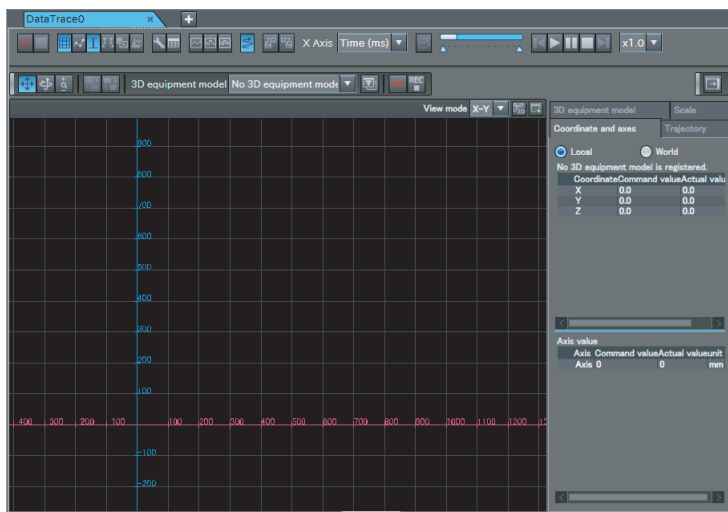 DataTrace0
X Axis Time (ms) x1.0
3D equipment model No 3D equipment mode REC
View mode X-Y
3D equipment model Scale
Coordinate and axes Trajectory
Local World
No 3D equipment model is registered.
Coordinate Command value Actual valu
X 0.0 0.0
Y 0.0 0.0
Z 0.0 0.0
Axis value
Axis Command value Actual value unit
Axis 0 0 mm
900
800
700
600
500
400
300
200
100
-400 -300 -200 -100 100 200 300 400 500 600 700 800 900 1000 1100 1200
-100
-200